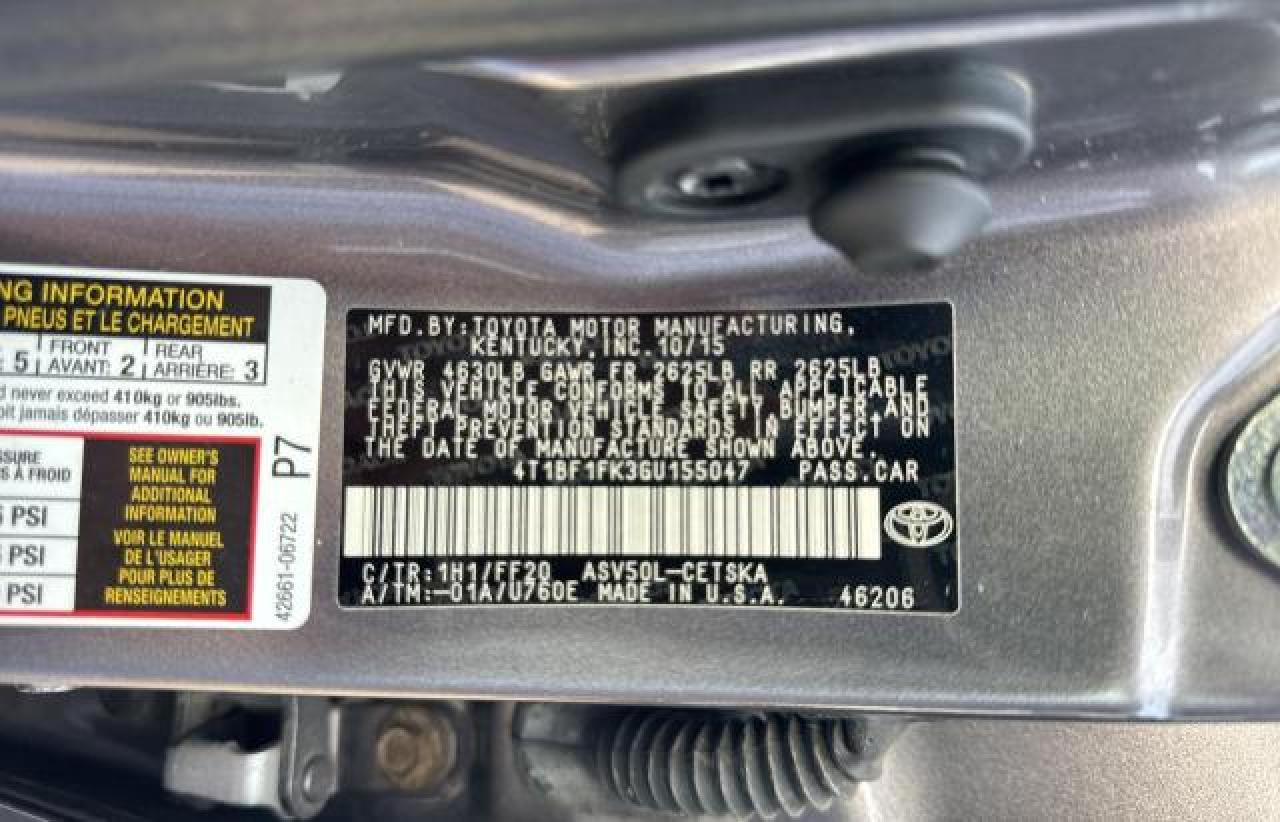 NG INFORMATION
PNEUS ET LE CHARGEMENT
5 FRONT AVANT: 2 REAR ARRIÈRE: 3
d never exceed 410kg or 905lbs.
oit jamais dépasser 410kg ou 905lb.
SSURE
S À FROID
PSI
PSI
PSI
SEE OWNER'S
MANUAL FOR
ADDITIONAL
INFORMATION
VOIR LE MANUEL
DE L'USAGER
POUR PLUS DE
RENSEIGNEMENTS
P7
42661-06722
MFD.BY:TOYOTA MOTOR MANUFACTURING,
KENTUCKY,INC.10/15
GVWR 4630LB GAWR FR 2625LB RR 2625LB
THIS VEHICLE CONFORMS TO ALL APPLICABLE
FEDERAL MOTOR VEHICLE SAFETY,BUMPER,AND
THEFT PREVENTION STANDARDS IN EFFECT ON
THE DATE OF MANUFACTURE SHOWN ABOVE.
4T1BF1FK3GU155047 PASS.CAR
C/TR:1H1/FF20 ASV50L-CETSKA
A/TM:-01A/U760E MADE IN U.S.A. 46206